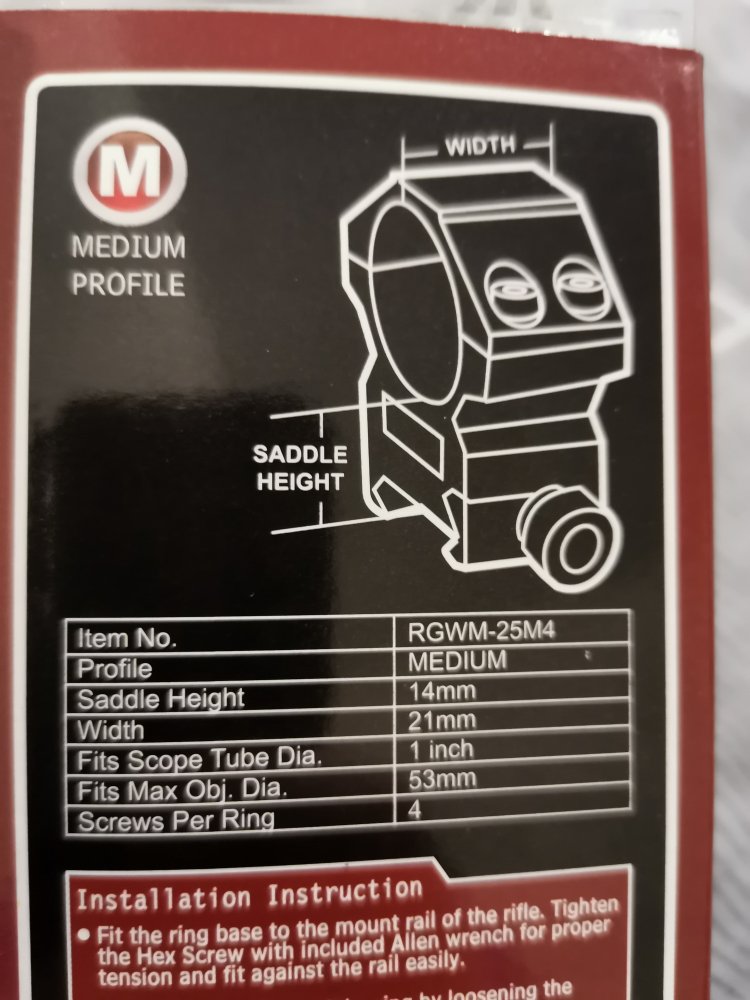 M
MEDIUM
PROFILE
WIDTH
SADDLE
HEIGHT
Item No. RGWM-25M4
Profile MEDIUM
Saddle Height 14mm
Width 21mm
Fits Scope Tube Dia. 1 inch
Fits Max Obj. Dia. 53mm
Screws Per Ring 4
Installation Instruction
• Fit the ring base to the mount rail of the rifle. Tighten
the Hex Screw with included Allen wrench for proper
tension and fit against the rail easily.
by loosening the